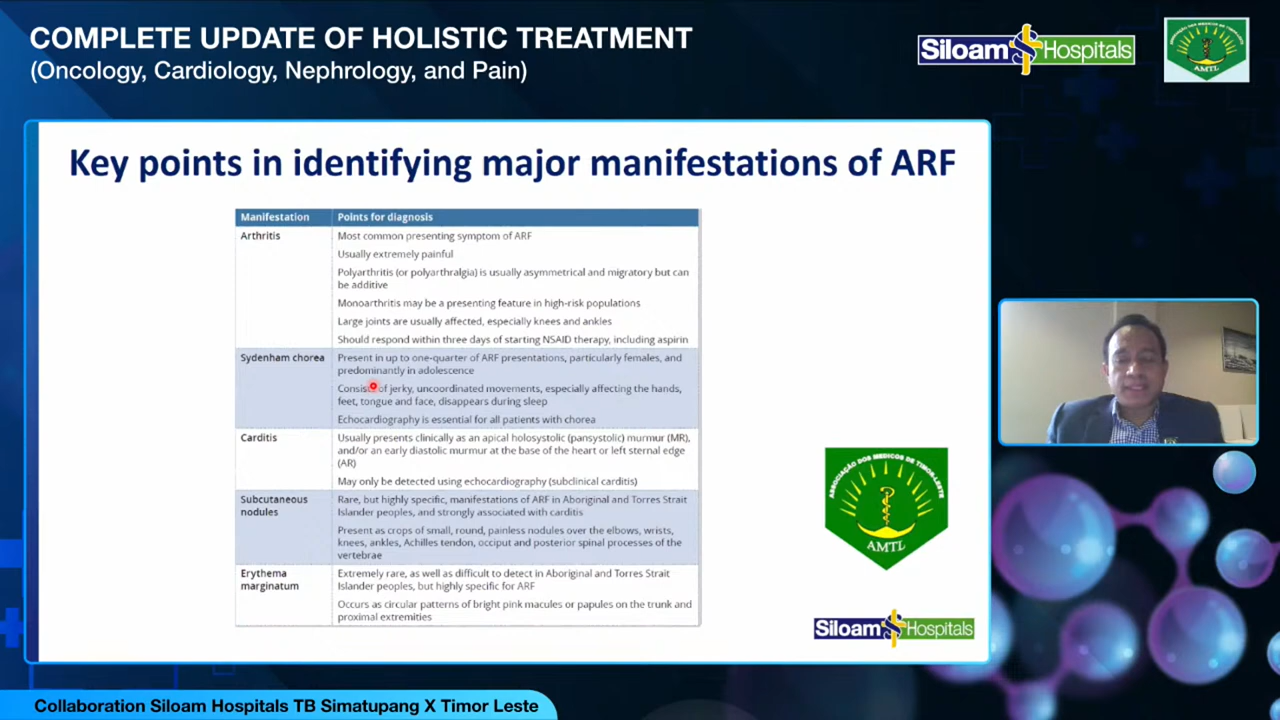 COMPLETE UPDATE OF HOLISTIC TREATMENT
(Oncology, Cardiology, Nephrology, and Pain)
Siloam Hospitals
AMTL
Key points in identifying major manifestations of ARF
Manifestation Points for diagnosis
Arthritis Most common presenting symptom of ARF
Usually extremely painful
Polyarthritis (or polyarthralgia) is usually asymmetrical and migratory but can
be additive
Monoarthritis may be a presenting feature in high-risk populations
Large joints are usually affected, especially knees and ankles
Should respond within three days of starting NSAID therapy, including aspirin
Sydenham chorea Present in up to one-quarter of ARF presentations, particularly females, and
predominantly in adolescence
of jerky, uncoordinated movements, especially affecting the hands,
feet, tongue and face, disappears during sleep
Echocardiography is essential for all patients with chorea
Carditis Usually presents clinically as an apical holosystolic (pansystolic) murmur (MR),
and/or an early diastolic murmur at the base of the heart or left sternal edge
(AR)
May only be detected using echocardiography (subclinical carditis)
Subcutaneous Rare, but highly specific, manifestations of ARF in Aboriginal and Torres Strait
nodules Islander peoples, and strongly associated with carditis
Present as crops of small, round, painless nodules over the elbows, wrists,
knees, ankles, Achilles tendon, occiput and posterior spinal processes of the
vertebrae
Erythema Extremely rare, as well as difficult to detect in Aboriginal and Torres Strait
marginatum Islander peoples, but highly specific for ARF
Occurs as circular patterns of bright pink macules or papules on the trunk and
proximal extremities
ASSOCIAÇÃO DOS MEDICOS DE TIMOR-LESTE
AMTL
Siloam Hospitals
Collaboration Siloam Hospitals TB Simatupang X Timor Leste